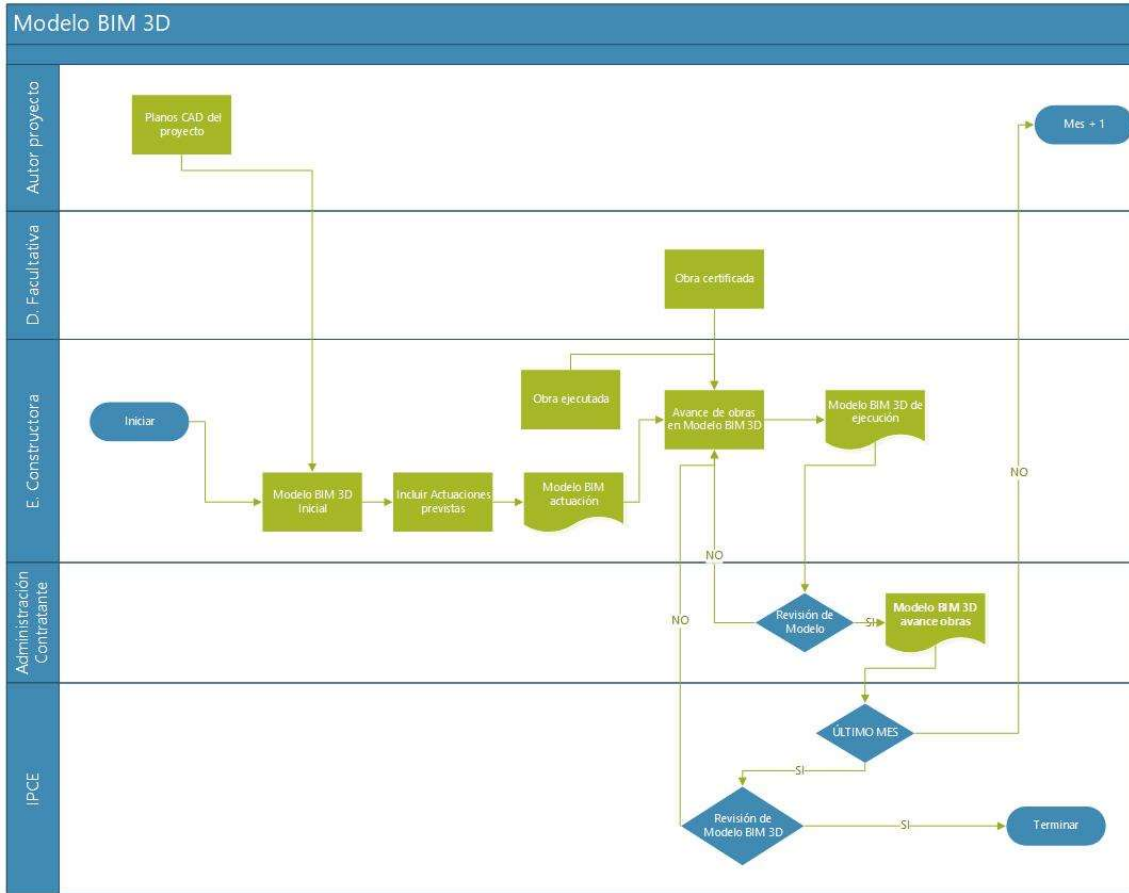 Modelo BIM 3D
Autor proyecto
Planos CAD del
proyecto
Mes + 1
D. Facultativa
Obra certificada
E. Constructora
Iniciar
Obra ejecutada
Avance de obras
en Modelo BIM 3D
Modelo BIM 3D de
ejecución
Modelo BIM 3D
Inicial
Incluir Actuaciones
previstas
Modelo BIM
actuación
NO
NO
Administración
Contratante
NO
Revisión de
Modelo
SI
Modelo BIM 3D
avance obras
IPCE
ÚLTIMO MES
SI
Revisión de
Modelo BIM 3D
SI
Terminar